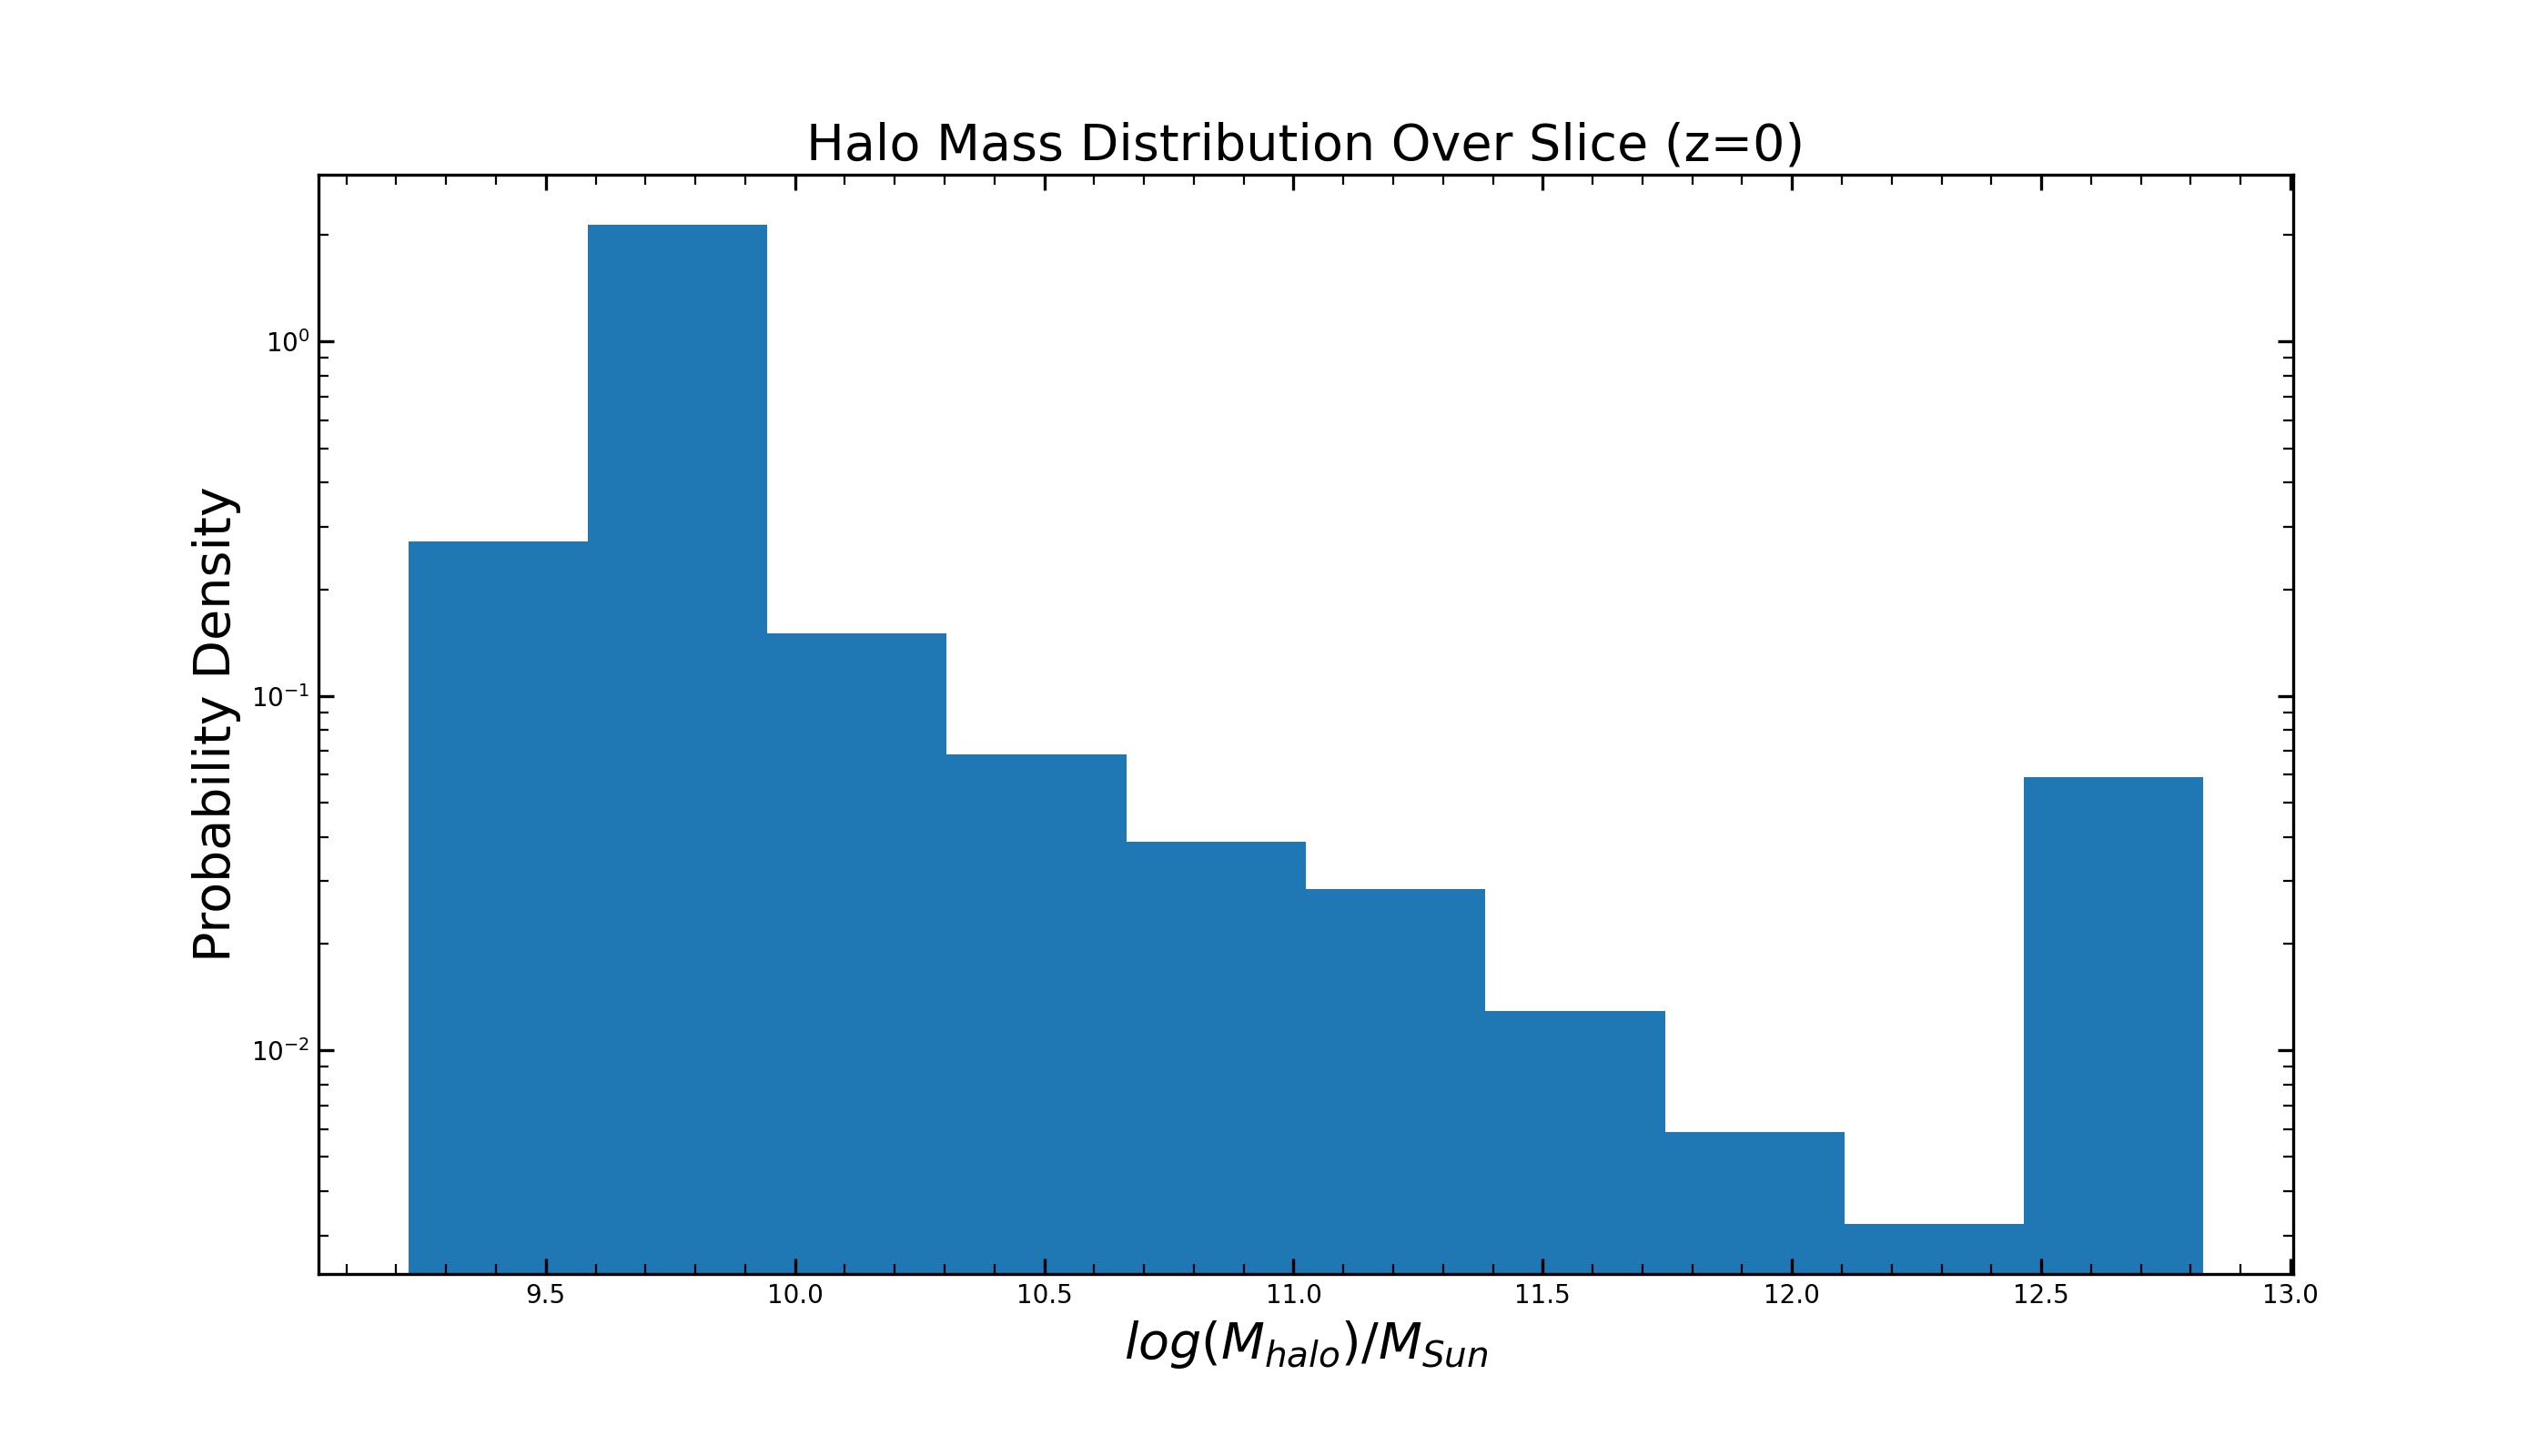 Halo Mass Distribution Over Slice (z=0)
Probability Density
10⁰
10⁻¹
10⁻²
9.5 10.0 10.5 11.0 11.5 12.0 12.5 13.0
log(M_halo)/M_Sun